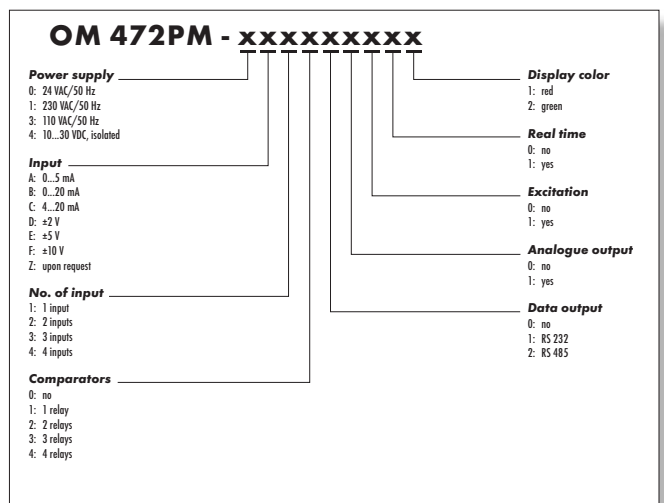 OM 472PM - xxxxxxxxx
Power supply
0: 24 VAC/50 Hz
1: 230 VAC/50 Hz
3: 110 VAC/50 Hz
4: 10...30 VDC, isolated
Input
A: 0...5 mA
B: 0...20 mA
C: 4...20 mA
D: ±2 V
E: ±5 V
F: ±10 V
Z: upon request
No. of input
1: 1 input
2: 2 inputs
3: 3 inputs
4: 4 inputs
Comparators
0: no
1: 1 relay
2: 2 relays
3: 3 relays
4: 4 relays
Display color
1: red
2: green
Real time
0: no
1: yes
Excitation
0: no
1: yes
Analogue output
0: no
1: yes
Data output
0: no
1: RS 232
2: RS 485